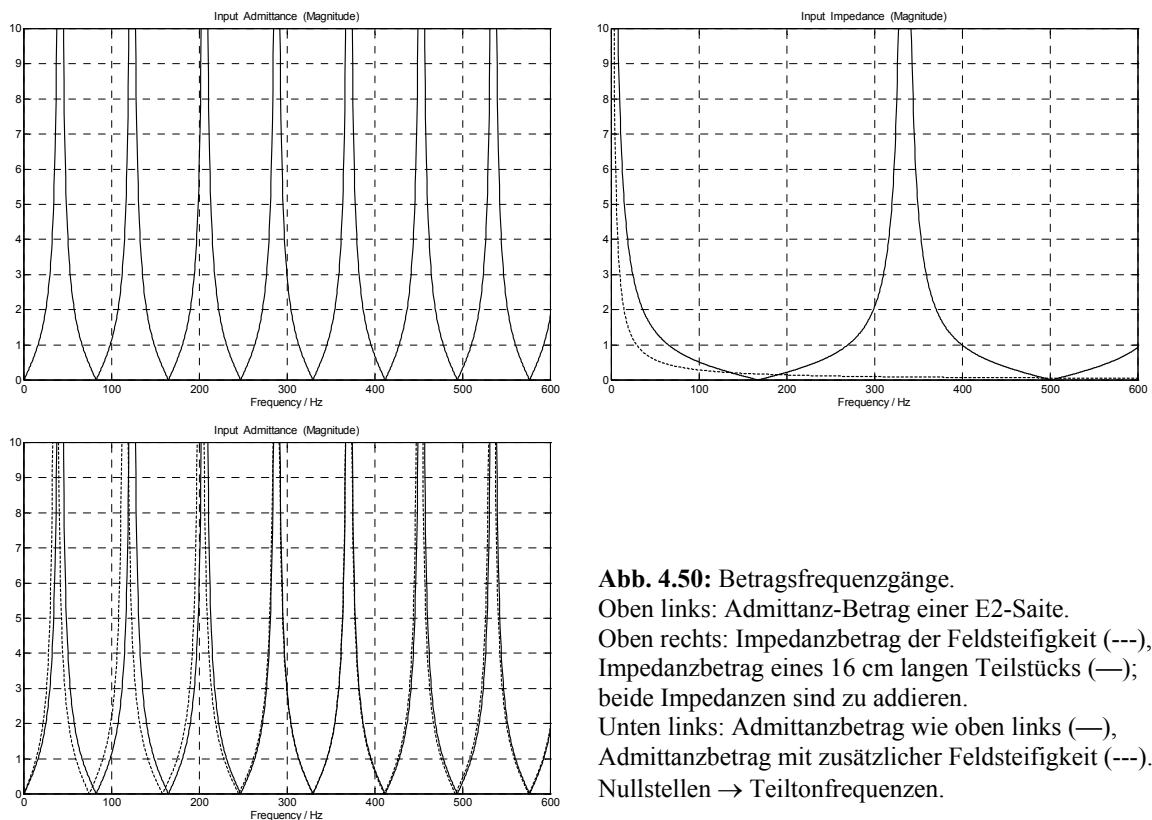 Input Admittance (Magnitude)
10
9
8
7
6
5
4
3
2
1
0
0 100 200 300 400 500 600
Frequency / Hz
Input Impedance (Magnitude)
10
9
8
7
6
5
4
3
2
1
0
0 100 200 300 400 500 600
Frequency / Hz
Input Admittance (Magnitude)
10
9
8
7
6
5
4
3
2
1
0
0 100 200 300 400 500 600
Frequency / Hz
Abb. 4.50: Betragsfrequenzgänge.
Oben links: Admittanz-Betrag einer E2-Saite.
Oben rechts: Impedanzbetrag der Feldsteifigkeit (---),
Impedanzbetrag eines 16 cm langen Teilstücks (—);
beide Impedanzen sind zu addieren.
Unten links: Admittanzbetrag wie oben links (—),
Admittanzbetrag mit zusätzlicher Feldsteifigkeit (---).
Nullstellen → Teiltonfrequenzen.